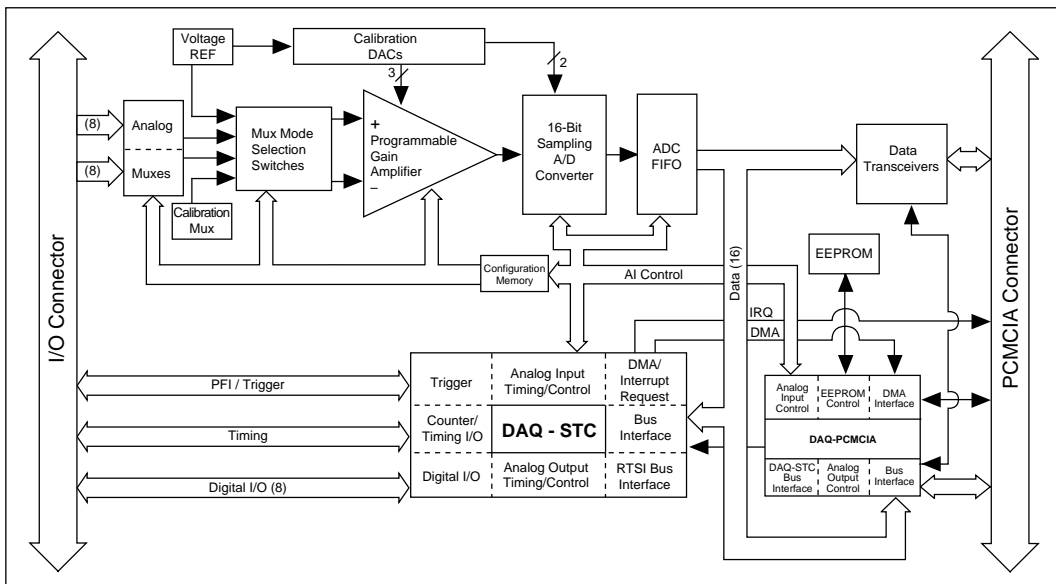 Voltage
REF
Calibration
DACs
3
2
(8)
(8)
Analog
Muxes
Mux Mode
Selection
Switches
+
Programmable
Gain
Amplifier
–
16-Bit
Sampling
A/D
Converter
ADC
FIFO
Data
Transceivers
Calibration
Mux
I/O Connector
PCMCIA Connector
Configuration
Memory
AI Control
Data (16)
EEPROM
IRQ
DMA
PFI / Trigger
Timing
Digital I/O (8)
Trigger
Analog Input
Timing/Control
DMA/
Interrupt
Request
Counter/
Timing I/O
DAQ - STC
Bus
Interface
Digital I/O
Analog Output
Timing/Control
RTSI Bus
Interface
Analog
Input
Control
EEPROM
Control
DMA
Interface
DAQ-PCMCIA
DAQ-STC
Bus
Interface
Analog
Output
Control
Bus
Interface